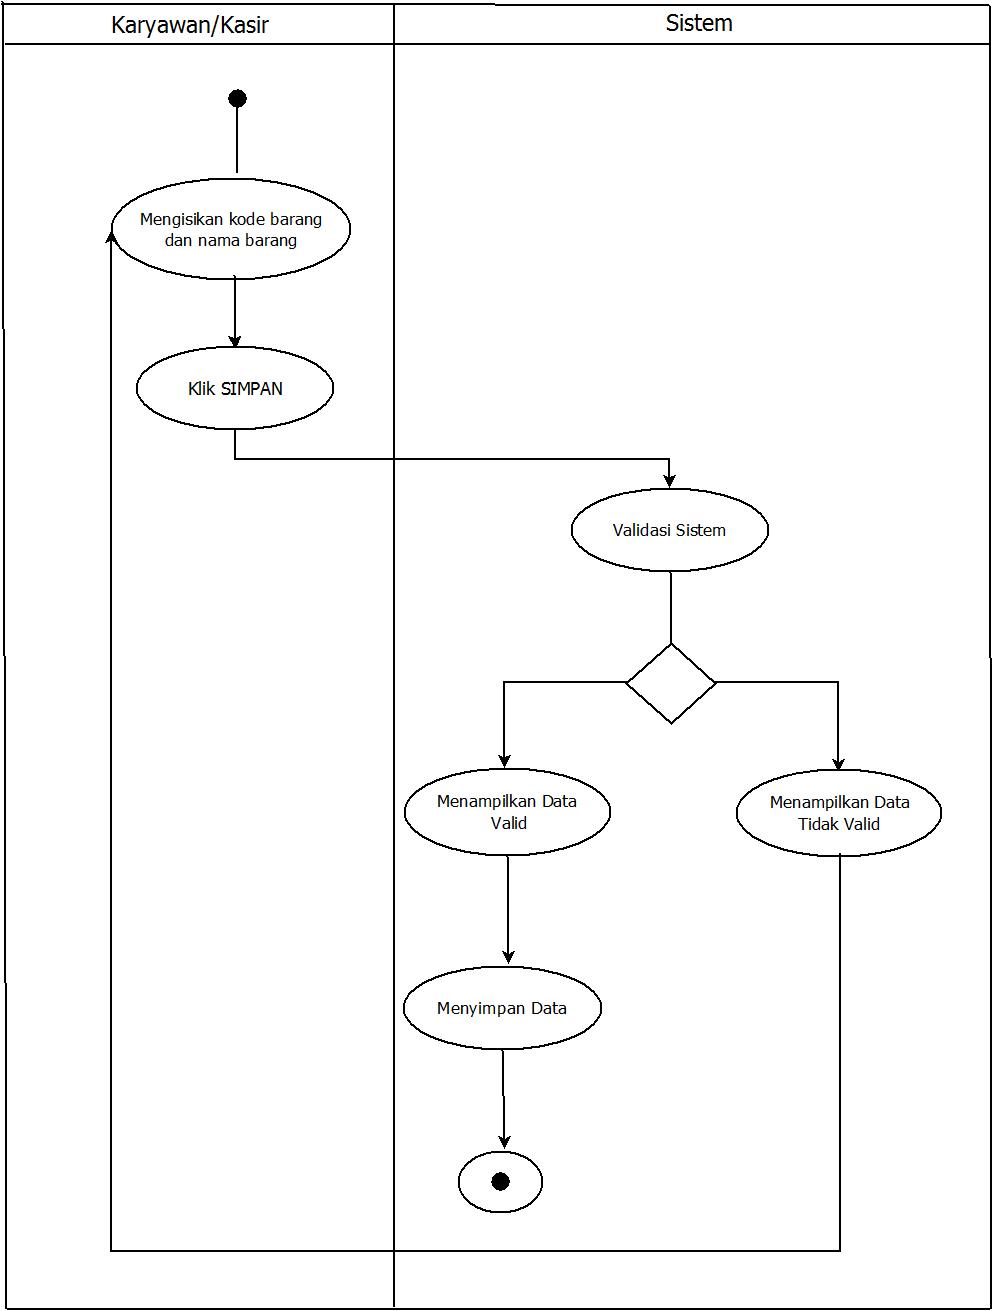 Karyawan/Kasir
Sistem
Mengisikan kode barang
dan nama barang
Klik SIMPAN
Validasi Sistem
Menampilkan Data
Valid
Menampilkan Data
Tidak Valid
Menyimpan Data